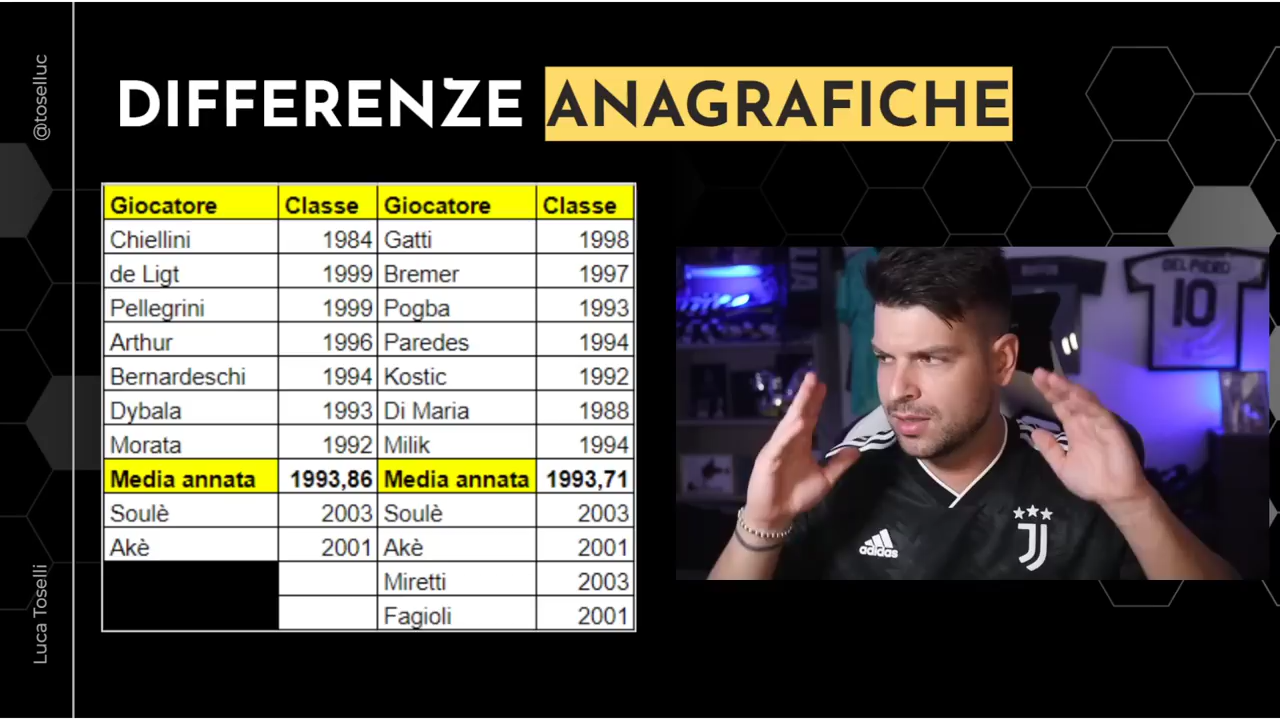 DIFFERENZE ANAGRAFICHE
@toselluc
Luca Toselli
Giocatore Classe Giocatore Classe
Chiellini 1984 Gatti 1998
de Ligt 1999 Bremer 1997
Pellegrini 1999 Pogba 1993
Arthur 1996 Paredes 1994
Bernardeschi 1994 Kostic 1992
Dybala 1993 Di Maria 1988
Morata 1992 Milik 1994
Media annata 1993,86 Media annata 1993,71
Soulè 2003 Soulè 2003
Akè 2001 Akè 2001
Miretti 2003
Fagioli 2001
DEL PIERO
10
adidas